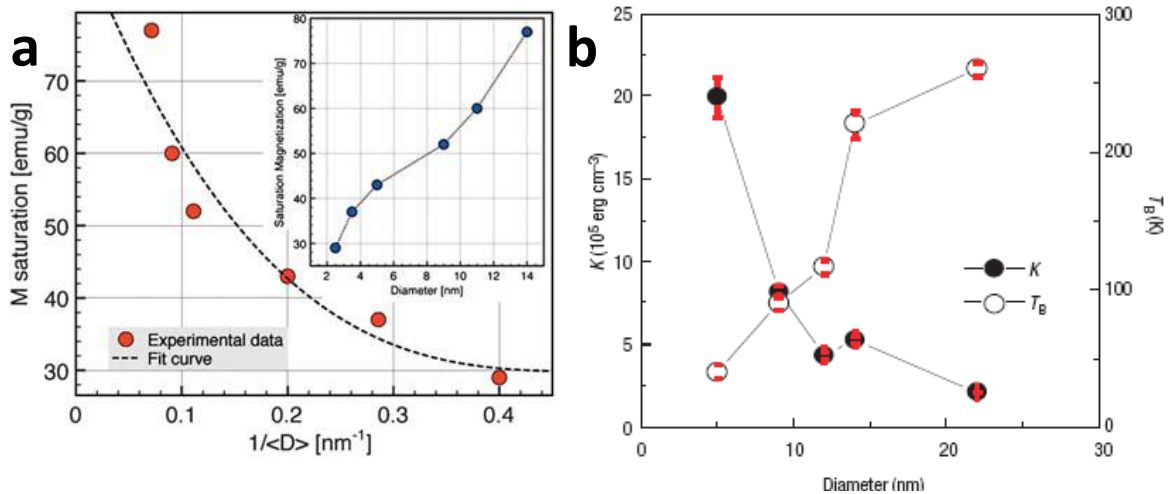 a
M saturation [emu/g]
70
60
50
40
30
0
0.1
0.2
0.3
0.4
1/<D> [nm-1]
Experimental data
Fit curve
Saturation Magnetization [emu/g]
80
70
60
50
40
30
2
4
6
8
10
12
14
Diameter [nm]
b
K (10⁵ erg cm⁻³)
25
20
15
10
5
0
0
10
20
30
Diameter (nm)
K
TB
300
200
100
0
TB (K)